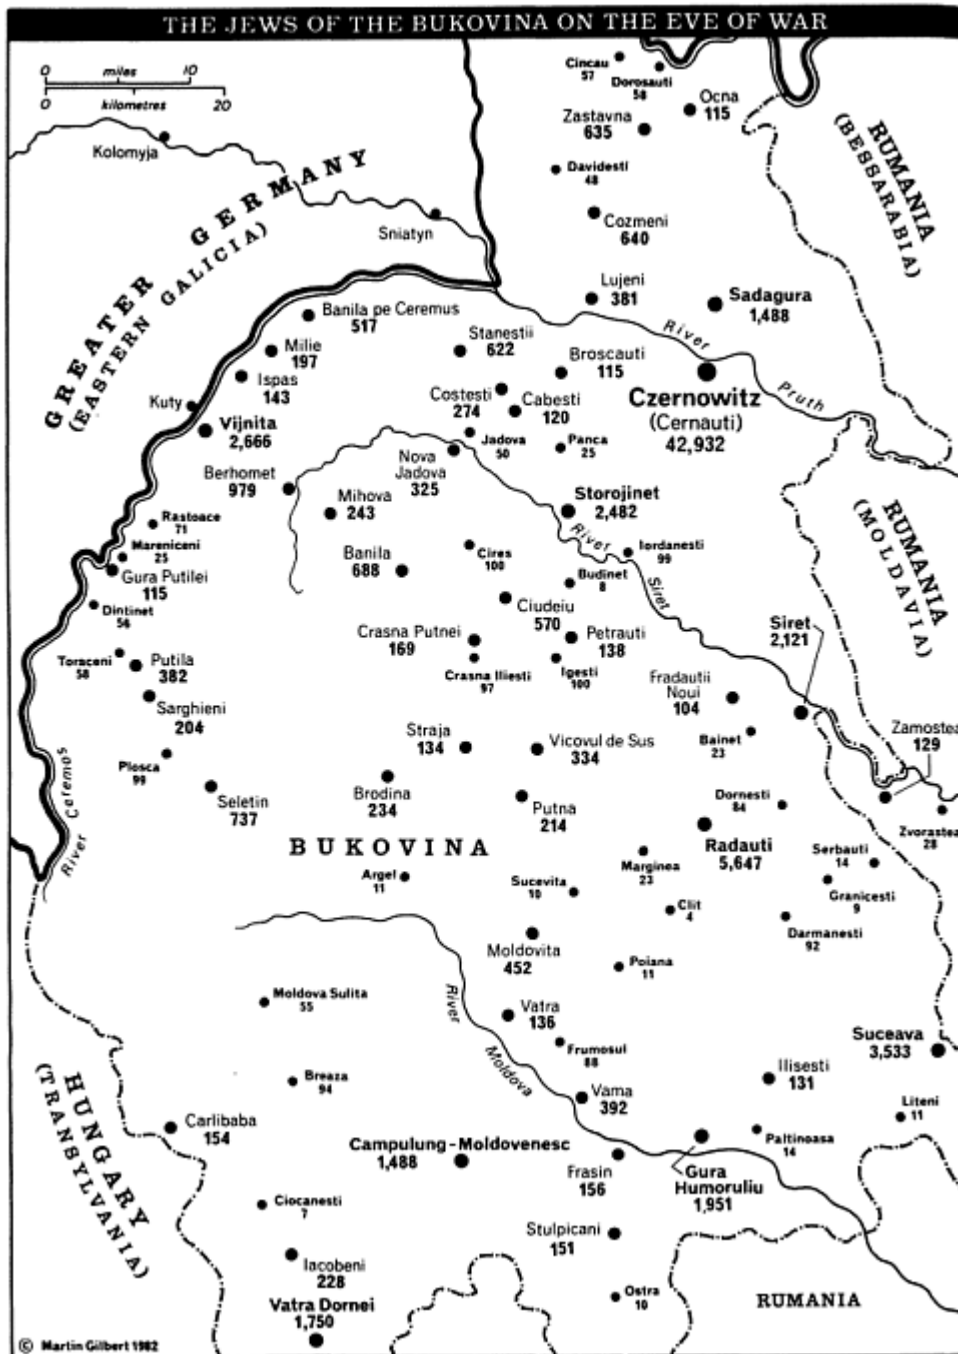 THE JEWS OF THE BUKOVINA ON THE EVE OF WAR
0 miles 10
0 kilometres 20
Kolomyja
GREATER GERMANY
(EASTERN GALICIA)
Sniatyn
Cincau
57
Dorosauti
58
Ocna
115
Zastavna
635
Davidesti
48
Cozmeni
640
RUMANIA
(BESSARABIA)
Lujeni
381
Sadagura
1,488
Banila pe Ceremus
517
Stanestii
622
River Pruth
Milie
197
Broscauti
115
Ispas
143
Costesti
274
Cabesti
120
Czernowitz
(Cernauti)
42,932
Kuty
Vijnita
2,666
Jadova
50
Panca
25
Nova
Jadova
325
Berhomet
979
Mihova
243
Storojinet
2,482
River Siret
Rastoace
71
Mareniceni
25
Gura Putilei
115
Banila
688
Cires
100
Iordanesti
99
Budinet
8
RUMANIA
(MOLDAVIA)
Dintinet
56
Ciudeiu
570
Siret
2,121
Crasna Putnei
169
Petrauti
138
Toraceni
58
Putila
382
Crasna Iliesti
97
Igesti
100
Fradautii
Noui
104
Sarghieni
204
Straja
134
Vicovul de Sus
334
Bainet
23
Zamostea
129
Plosca
99
Seletin
737
Brodina
234
Putna
214
Dornesti
84
Zvorastea
28
River Ceremos
BUKOVINA
Radauti
5,647
Marginea
23
Serbauti
14
Argel
11
Sucevita
10
Granicesti
9
Clit
4
Darmanesti
92
Moldovita
452
Poiana
11
Moldova Sulita
55
River Moldova
Vatra
136
Frumosul
88
Suceava
3,533
Breaza
94
Vama
392
Ilisesti
131
Liteni
11
HUNGARY
(TRANSYLVANIA)
Carlibaba
154
Campulung-Moldovenesc
1,488
Paltinoasa
14
Frasin
156
Gura
Humoruliu
1,951
Ciocanesti
7
Stulpicani
151
Iacobeni
228
Ostra
10
RUMANIA
Vatra Dornei
1,750
© Martin Gilbert 1982